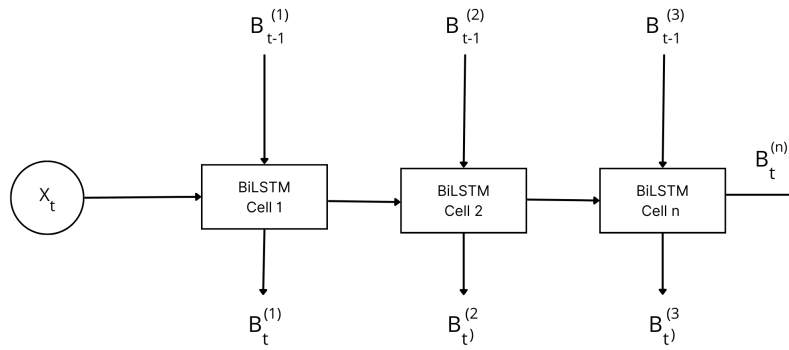 B t-1 (1)
B t-1 (2)
B t-1 (3)
B t (n)
X t
BiLSTM
Cell 1
BiLSTM
Cell 2
BiLSTM
Cell n
B t (1)
B t) (2
B t) (3